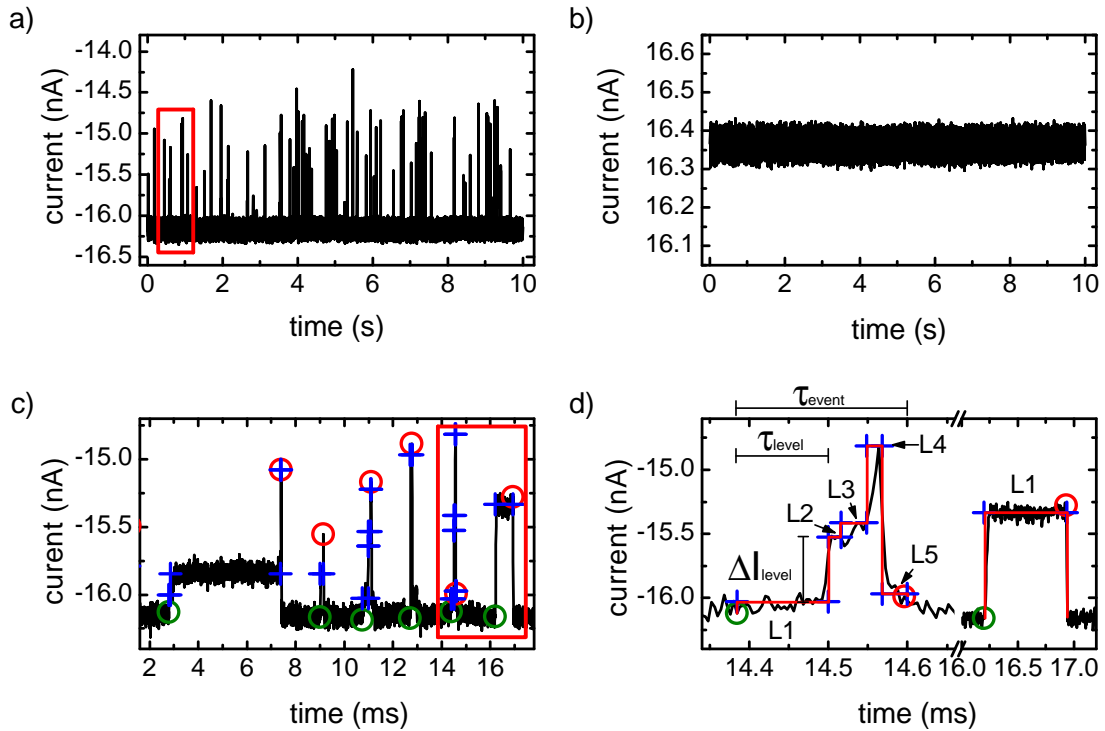 a)
-14.0
-14.5
-15.0
-15.5
-16.0
-16.5
current (nA)
0 2 4 6 8 10
time (s)
b)
16.6
16.5
16.4
16.3
16.2
16.1
current (nA)
0 2 4 6 8 10
time (s)
c)
-15.0
-15.5
-16.0
curent (nA)
2 4 6 8 10 12 14 16
time (ms)
d)
τevent
τlevel
-15.0
-15.5
-16.0
current (nA)
L4
L3
L2
L1
ΔIlevel
L5
L1
14.4 14.5 14.6 16.0 16.5 17.0
time (ms)